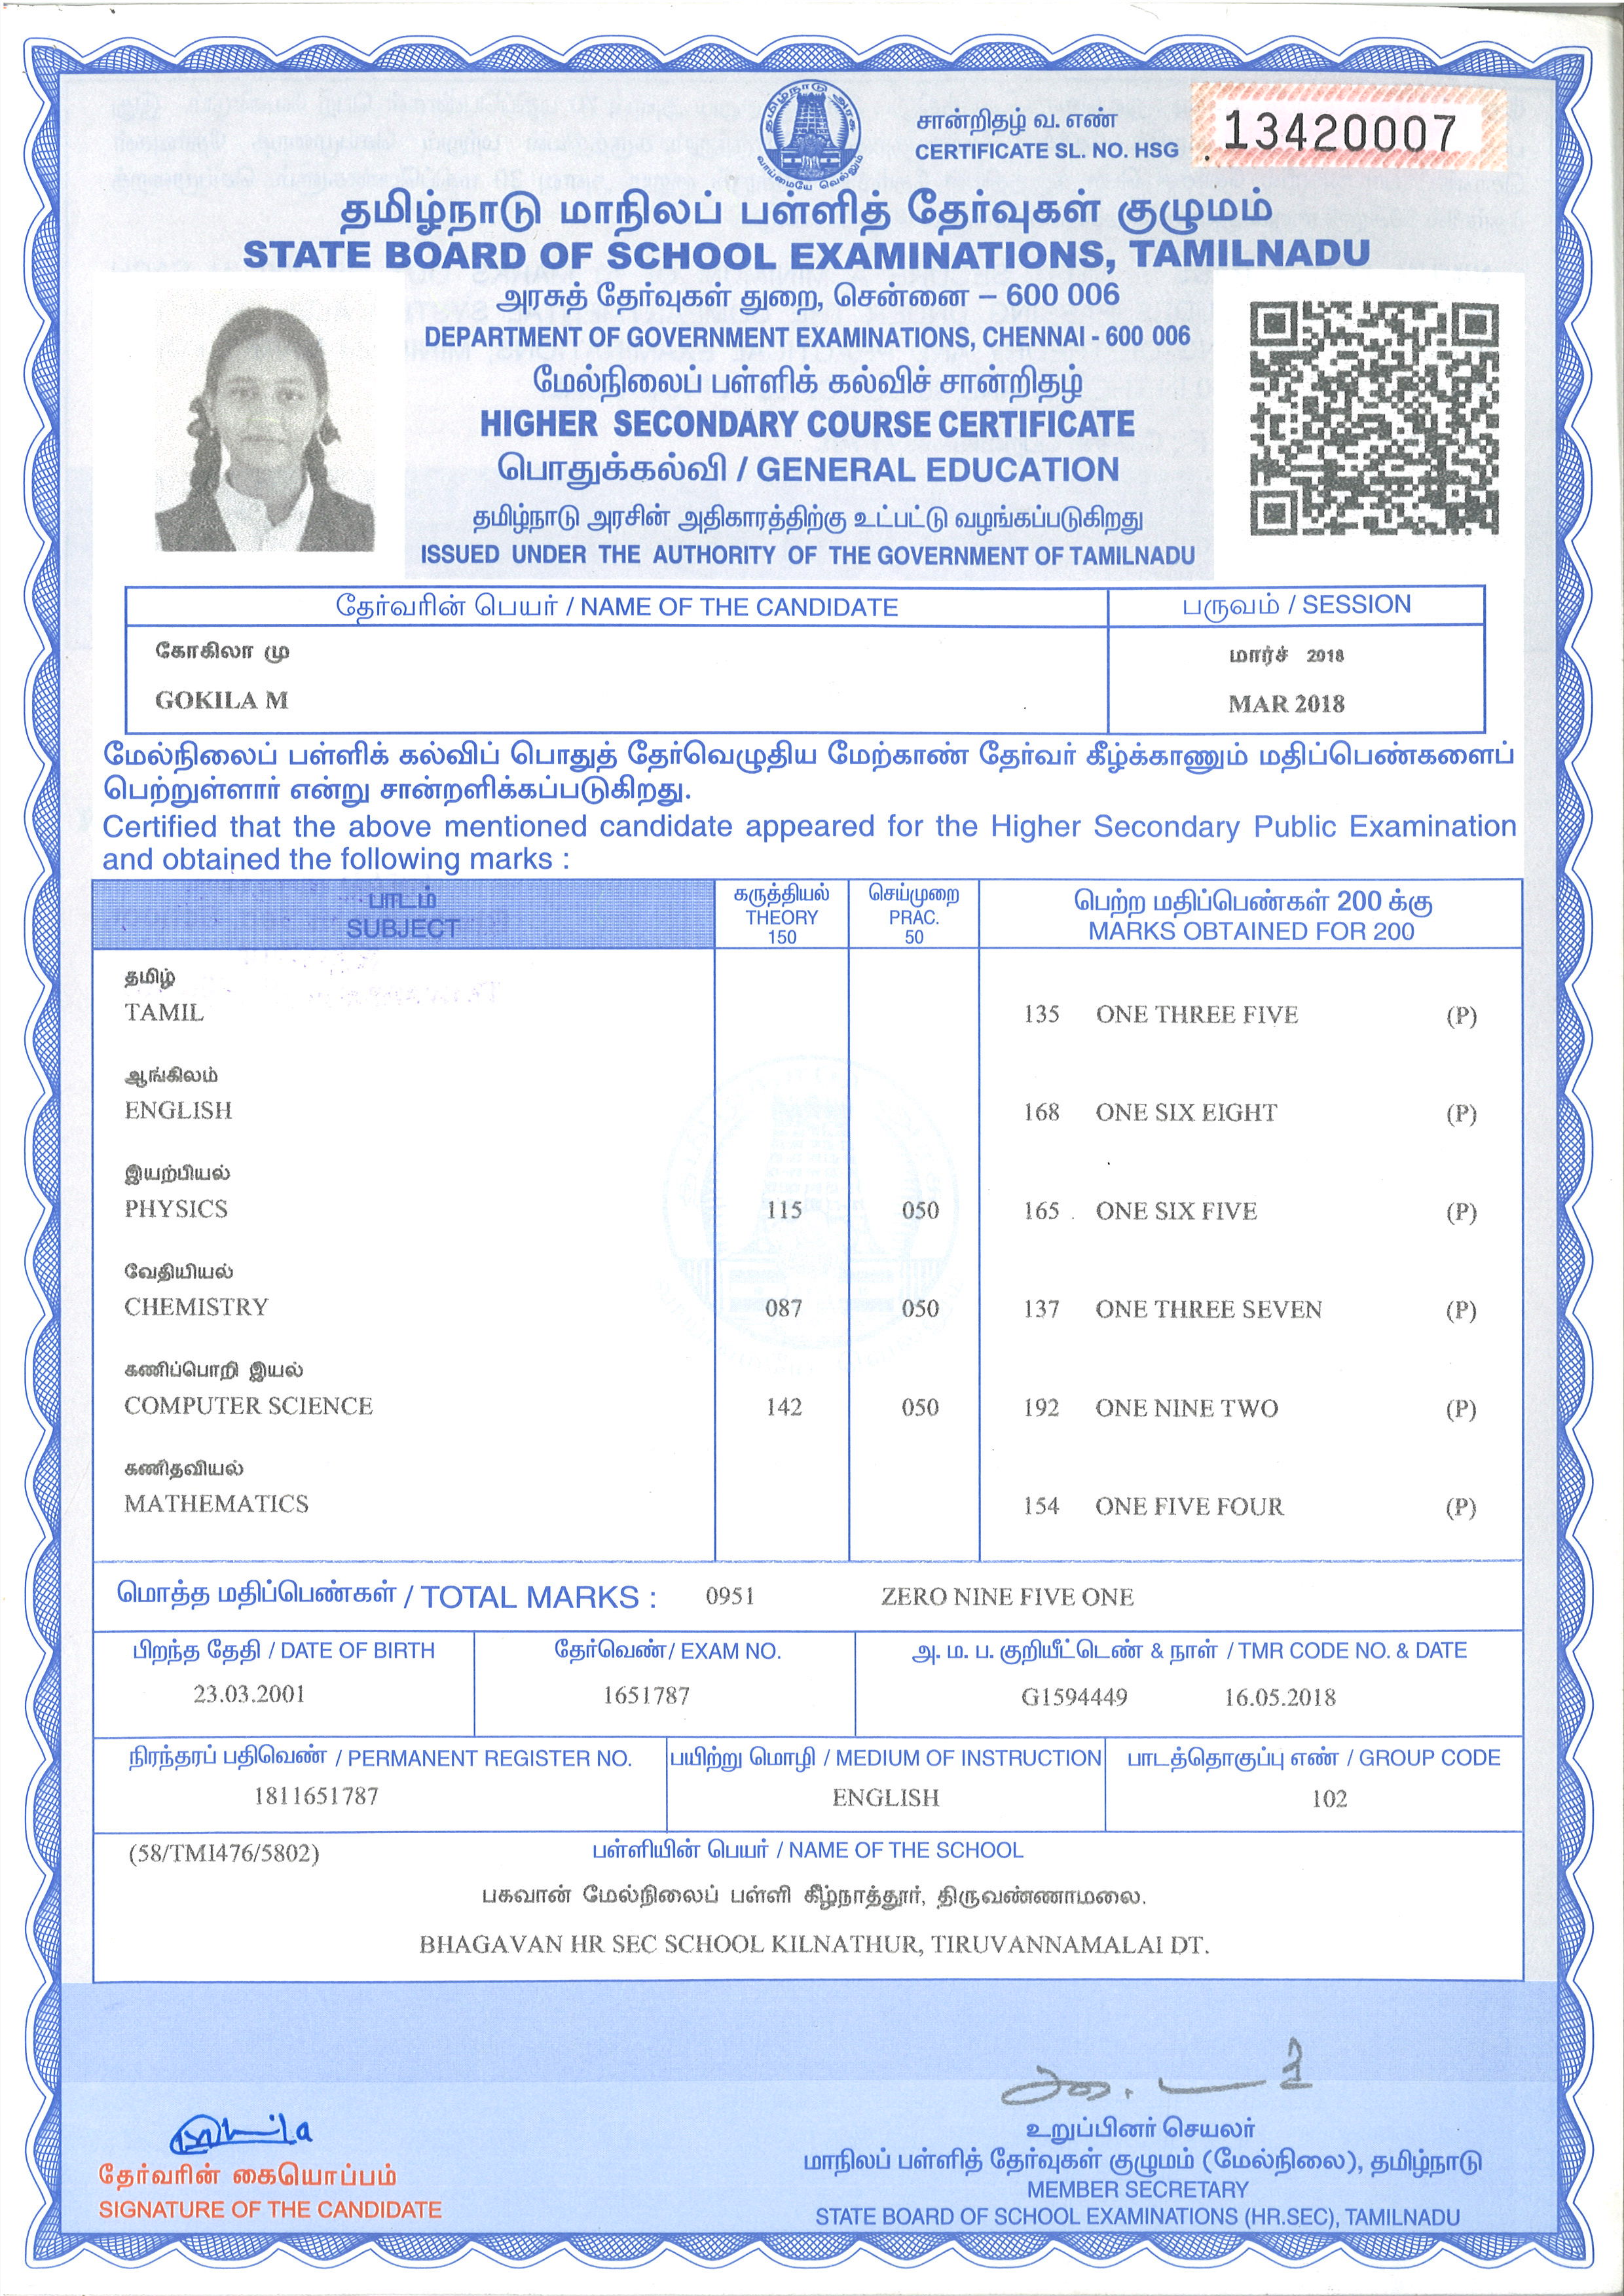 சான்றிதழ் வ. எண்
CERTIFICATE SL. NO. HSG 13420007
தமிழ்நாடு அரசு
வாய்மையே வெல்லும்
தமிழ்நாடு மாநிலப் பள்ளித் தேர்வுகள் குழுமம்
STATE BOARD OF SCHOOL EXAMINATIONS, TAMILNADU
அரசுத் தேர்வுகள் துறை, சென்னை – 600 006
DEPARTMENT OF GOVERNMENT EXAMINATIONS, CHENNAI - 600 006
மேல்நிலைப் பள்ளிக் கல்விச் சான்றிதழ்
HIGHER SECONDARY COURSE CERTIFICATE
பொதுக்கல்வி / GENERAL EDUCATION
தமிழ்நாடு அரசின் அதிகாரத்திற்கு உட்பட்டு வழங்கப்படுகிறது
ISSUED UNDER THE AUTHORITY OF THE GOVERNMENT OF TAMILNADU
தேர்வரின் பெயர் / NAME OF THE CANDIDATE பருவம் / SESSION
கோகிலா மு மார்ச் 2018
GOKILA M MAR 2018
மேல்நிலைப் பள்ளிக் கல்விப் பொதுத் தேர்வெழுதிய மேற்காண் தேர்வர் கீழ்க்காணும் மதிப்பெண்களைப்
பெற்றுள்ளார் என்று சான்றளிக்கப்படுகிறது.
Certified that the above mentioned candidate appeared for the Higher Secondary Public Examination
and obtained the following marks :
பாடம் கருத்தியல் செய்முறை பெற்ற மதிப்பெண்கள் 200 க்கு
SUBJECT THEORY PRAC. MARKS OBTAINED FOR 200
150 50
தமிழ்
TAMIL 135 ONE THREE FIVE (P)
ஆங்கிலம்
ENGLISH 168 ONE SIX EIGHT (P)
இயற்பியல்
PHYSICS 115 050 165 ONE SIX FIVE (P)
வேதியியல்
CHEMISTRY 087 050 137 ONE THREE SEVEN (P)
கணிப்பொறி இயல்
COMPUTER SCIENCE 142 050 192 ONE NINE TWO (P)
கணிதவியல்
MATHEMATICS 154 ONE FIVE FOUR (P)
மொத்த மதிப்பெண்கள் / TOTAL MARKS : 0951 ZERO NINE FIVE ONE
பிறந்த தேதி / DATE OF BIRTH தேர்வெண் / EXAM NO. அ. ம. ப. குறியீட்டெண் & நாள் / TMR CODE NO. & DATE
23.03.2001 1651787 G1594449 16.05.2018
நிரந்தரப் பதிவெண் / PERMANENT REGISTER NO. பயிற்று மொழி / MEDIUM OF INSTRUCTION பாடத்தொகுப்பு எண் / GROUP CODE
1811651787 ENGLISH 102
(58/TMI476/5802) பள்ளியின் பெயர் / NAME OF THE SCHOOL
பகவான் மேல்நிலைப் பள்ளி கீழ்நாத்தூர், திருவண்ணாமலை.
BHAGAVAN HR SEC SCHOOL KILNATHUR, TIRUVANNAMALAI DT.
தேர்வரின் கையொப்பம்
SIGNATURE OF THE CANDIDATE
உறுப்பினர் செயலர்
மாநிலப் பள்ளித் தேர்வுகள் குழுமம் (மேல்நிலை), தமிழ்நாடு
MEMBER SECRETARY
STATE BOARD OF SCHOOL EXAMINATIONS (HR.SEC), TAMILNADU